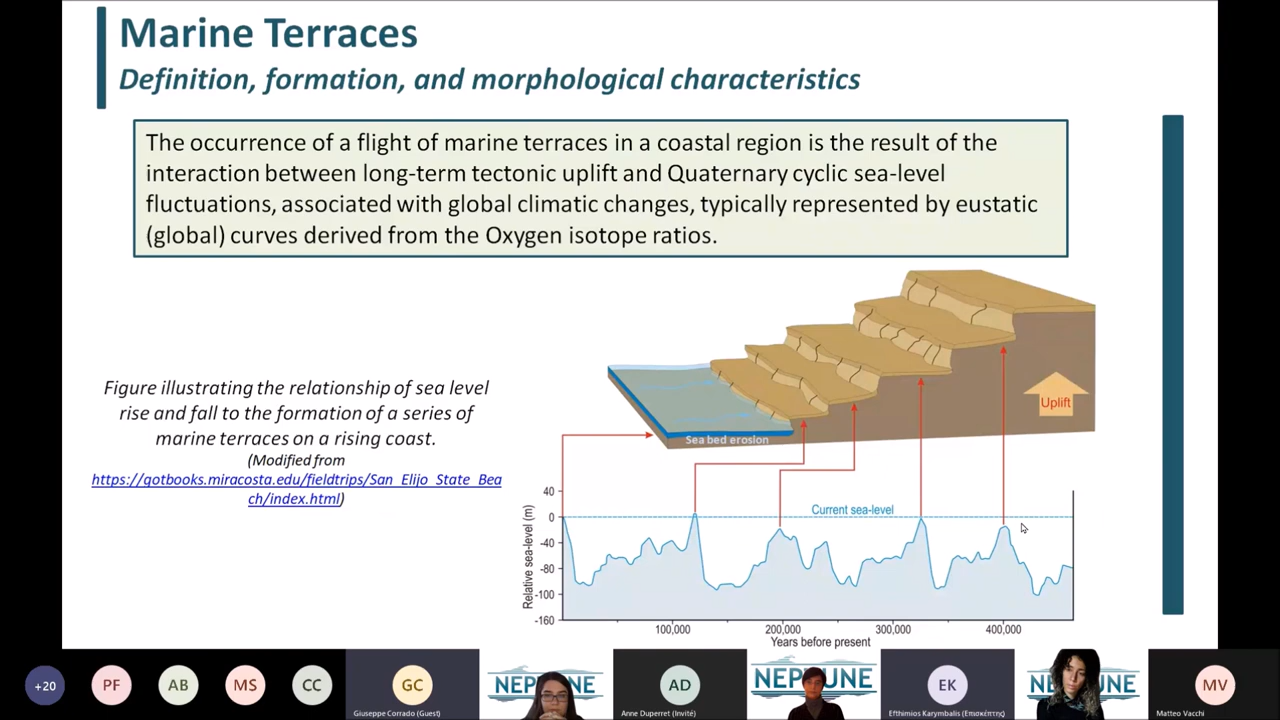 Marine Terraces
Definition, formation, and morphological characteristics
The occurrence of a flight of marine terraces in a coastal region is the result of the
interaction between long-term tectonic uplift and Quaternary cyclic sea-level
fluctuations, associated with global climatic changes, typically represented by eustatic
(global) curves derived from the Oxygen isotope ratios.
Figure illustrating the relationship of sea level
rise and fall to the formation of a series of
marine terraces on a rising coast.
(Modified from
https://gotbooks.miracosta.edu/fieldtrips/San_Elijo_State_Bea
ch/index.html)
Uplift
Sea bed erosion
Current sea-level
Relative sea-level (m)
40
0
-40
-80
-100
-160
100,000
200,000
300,000
400,000
Years before present
+20
PF
AB
MS
CC
GC
Giuseppe Corrado (Guest)
NEPTUNE
AD
Anne Duperret (Invité)
NEPTUNE
EK
Efthimios Karymbalis (Επισκέπτης)
NEPTUNE
MV
Matteo Vacchi